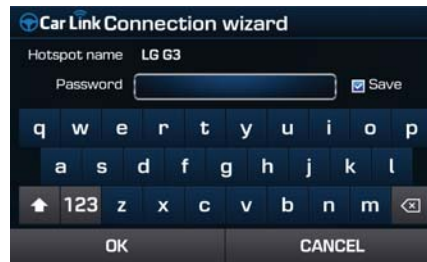 Car Link Connection wizard
Hotspot name LG G3
Password Save
q w e r t y u i o p
a s d f g h j k l
123 z x c v b n m
OK CANCEL